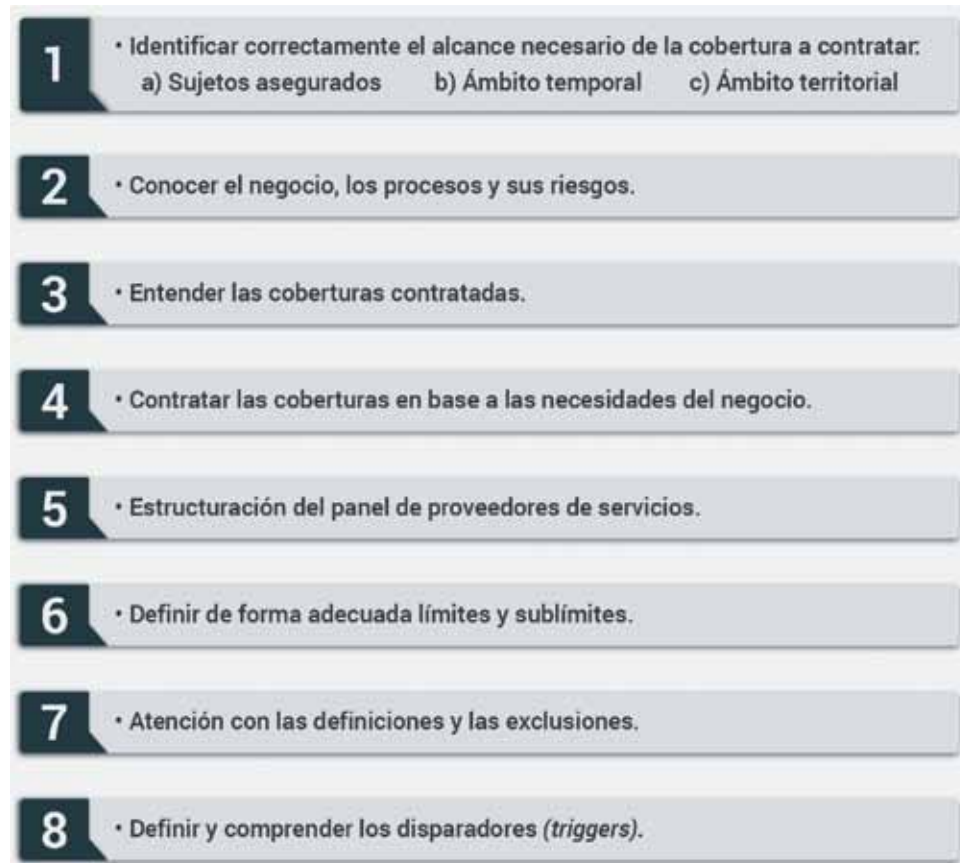 1
• Identificar correctamente el alcance necesario de la cobertura a contratar:
a) Sujetos asegurados b) Ámbito temporal c) Ámbito territorial
2
• Conocer el negocio, los procesos y sus riesgos.
3
• Entender las coberturas contratadas.
4
• Contratar las coberturas en base a las necesidades del negocio.
5
• Estructuración del panel de proveedores de servicios.
6
• Definir de forma adecuada límites y sublímites.
7
• Atención con las definiciones y las exclusiones.
8
• Definir y comprender los disparadores (triggers).